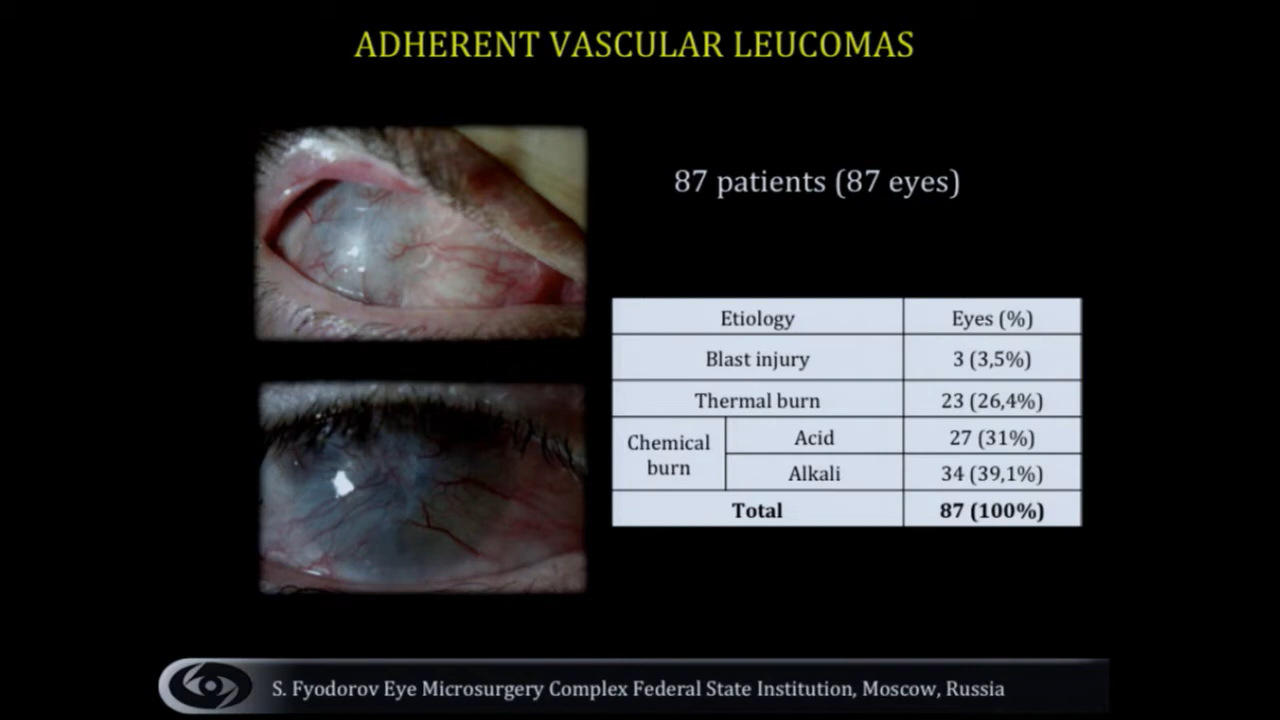 ADHERENT VASCULAR LEUCOMAS
87 patients (87 eyes)
Etiology Eyes (%)
Blast injury 3 (3,5%)
Thermal burn 23 (26,4%)
Chemical burn Acid 27 (31%)
Alkali 34 (39,1%)
Total 87 (100%)
S. Fyodorov Eye Microsurgery Complex Federal State Institution, Moscow, Russia